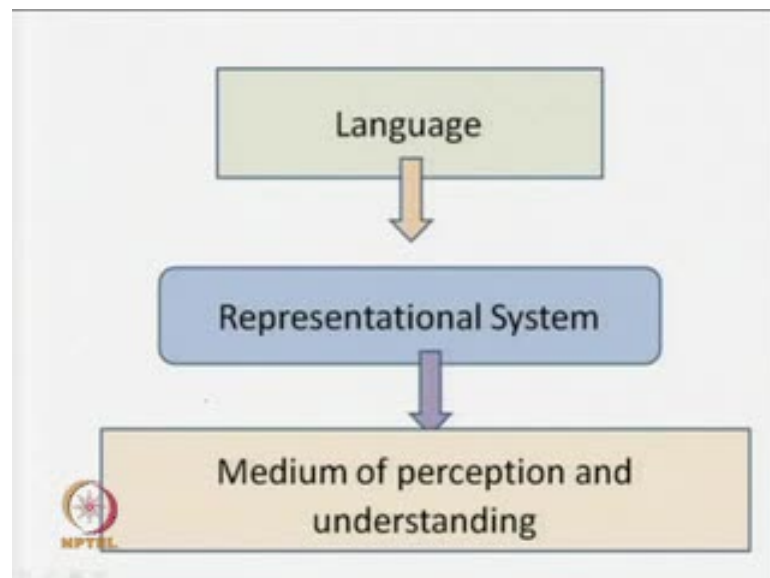 Language
Representational System
Medium of perception and
understanding
NPTEL